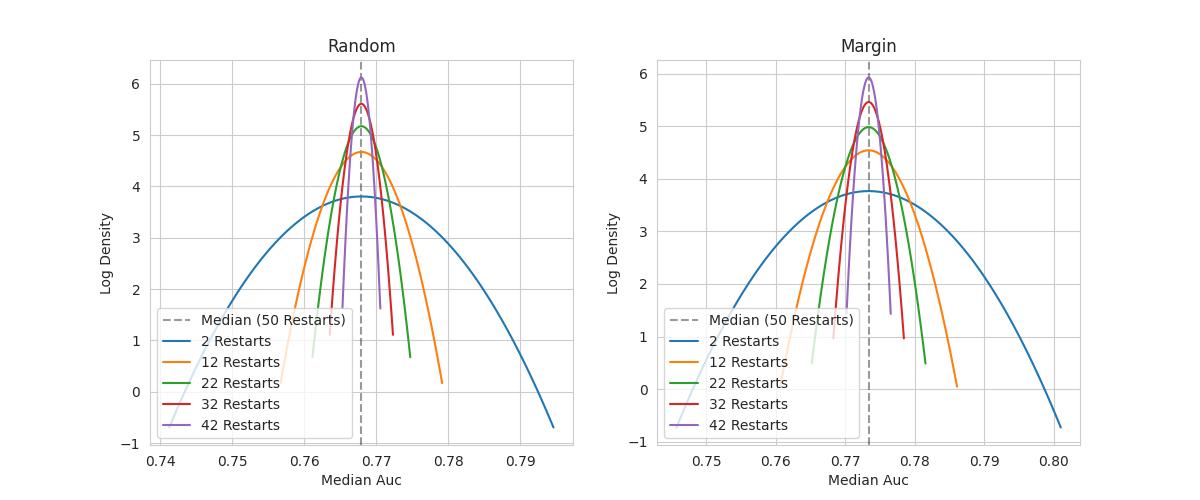 Random
Log Density
6
5
4
3
2
1
0
−1
Median (50 Restarts)
2 Restarts
12 Restarts
22 Restarts
32 Restarts
42 Restarts
0.74 0.75 0.76 0.77 0.78 0.79
Median Auc
Margin
Log Density
6
5
4
3
2
1
0
−1
Median (50 Restarts)
2 Restarts
12 Restarts
22 Restarts
32 Restarts
42 Restarts
0.75 0.76 0.77 0.78 0.79 0.80
Median Auc